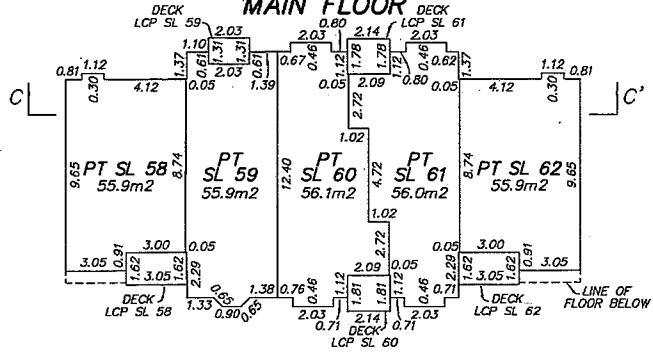 MAIN FLOOR
DECK
LCP SL 59
DECK
LCP SL 61
2.03 0.80 2.14
1.10 1.31 1.31 2.03 1.78 1.78 2.03
0.61 2.03 0.61 0.67 0.46 1.12 2.09 1.12 0.46 0.62
0.81 1.12 0.30 4.12 1.37 0.05 1.39 0.80 0.05 1.37 4.12 1.12 0.30 0.81
C C'
2.72
1.02
PT SL 58
55.9m2
PT
SL 59
55.9m2
PT
SL 60
56.1m2
PT
SL 61
56.0m2
PT SL 62
55.9m2
9.65 8.74 12.40 4.72 8.74 9.65
1.02
2.72
3.05 0.91 3.00 0.05 2.09 0.05 0.05 3.00 0.91 3.05
1.62 3.05 1.62 2.29 1.38 0.76 0.46 1.12 1.81 1.81 1.12 0.46 2.29 1.62 3.05 1.62
1.33 0.65 0.90 0.65 2.03 0.71 2.14 0.71 2.03 0.71
DECK
LCP SL 58
DECK
LCP SL 60
DECK
LCP SL 62
LINE OF
FLOOR BELOW